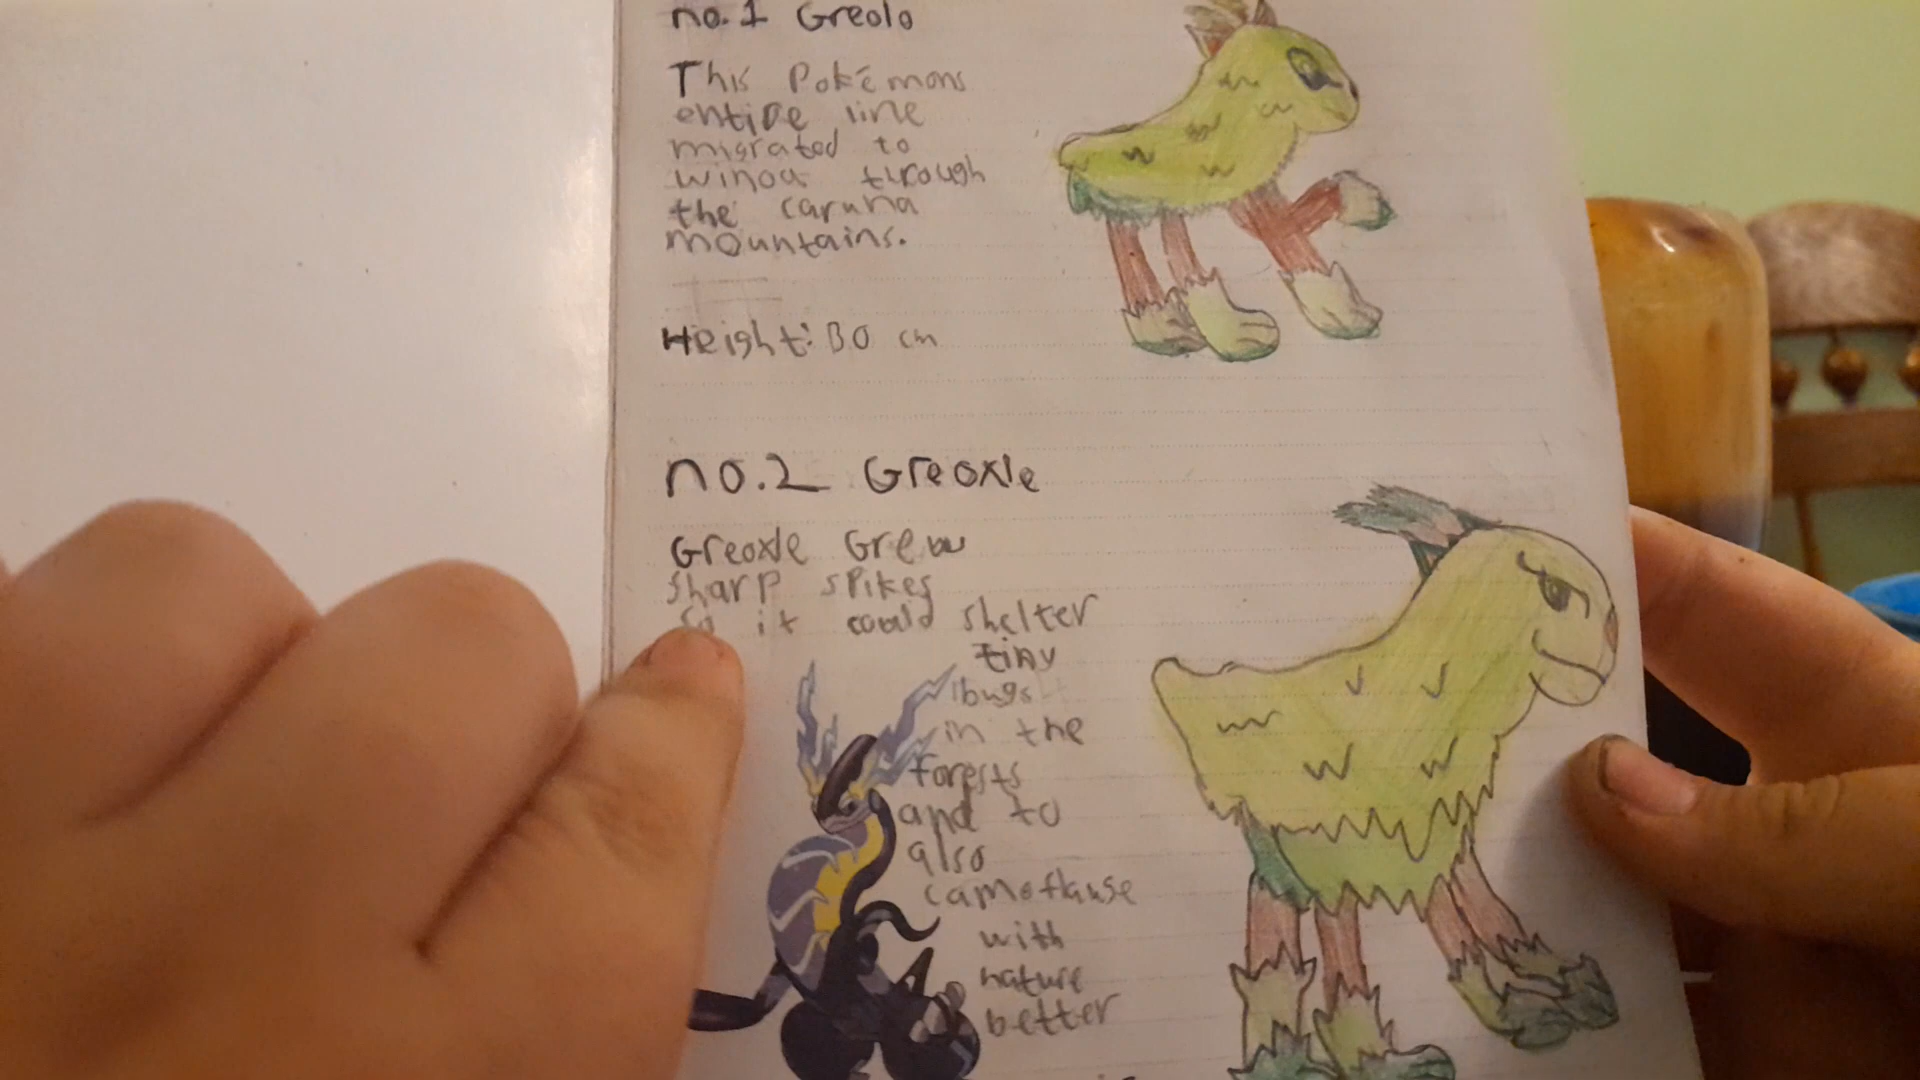 no.1 Greolo
This Pokémons
entire line
migrated to
winoa through
the caruna
mountains.
Height: 30 cm
no.2 Greoxle
Greoxle Grew
sharp spikes
so it could shelter
tiny
bugs
in the
forests
and to
also
camoflauge
with
nature
better